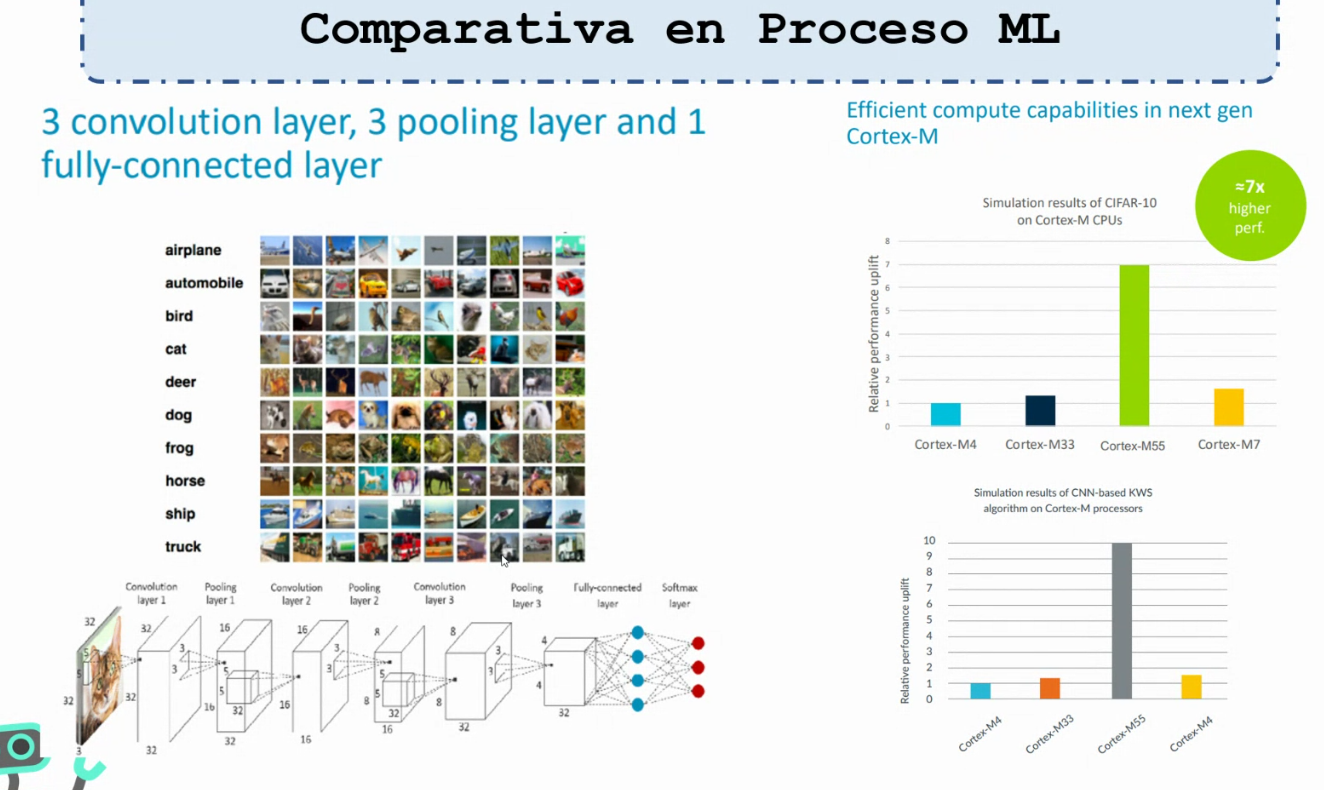 Comparativa en Proceso ML
3 convolution layer, 3 pooling layer and 1
fully-connected layer
airplane
automobile
bird
cat
deer
dog
frog
horse
ship
truck
Convolution
layer 1
Pooling
layer 1
Convolution
layer 2
Pooling
layer 2
Convolution
layer 3
Pooling
layer 3
Fully-connected
layer
Softmax
layer
32
5
5
32
3
32
3
3
32
32
16
5
5
16
32
32
16
3
3
16
16
8
5
5
8
32
16
8
3
3
8
32
4
4
32
Efficient compute capabilities in next gen
Cortex-M
≈7x
higher
perf.
Simulation results of CIFAR-10
on Cortex-M CPUs
Relative performance uplift
8
7
6
5
4
3
2
1
0
Cortex-M4
Cortex-M33
Cortex-M55
Cortex-M7
Simulation results of CNN-based KWS
algorithm on Cortex-M processors
Relative performance uplift
10
9
8
7
6
5
4
3
2
1
0
Cortex-M4
Cortex-M33
Cortex-M55
Cortex-M4